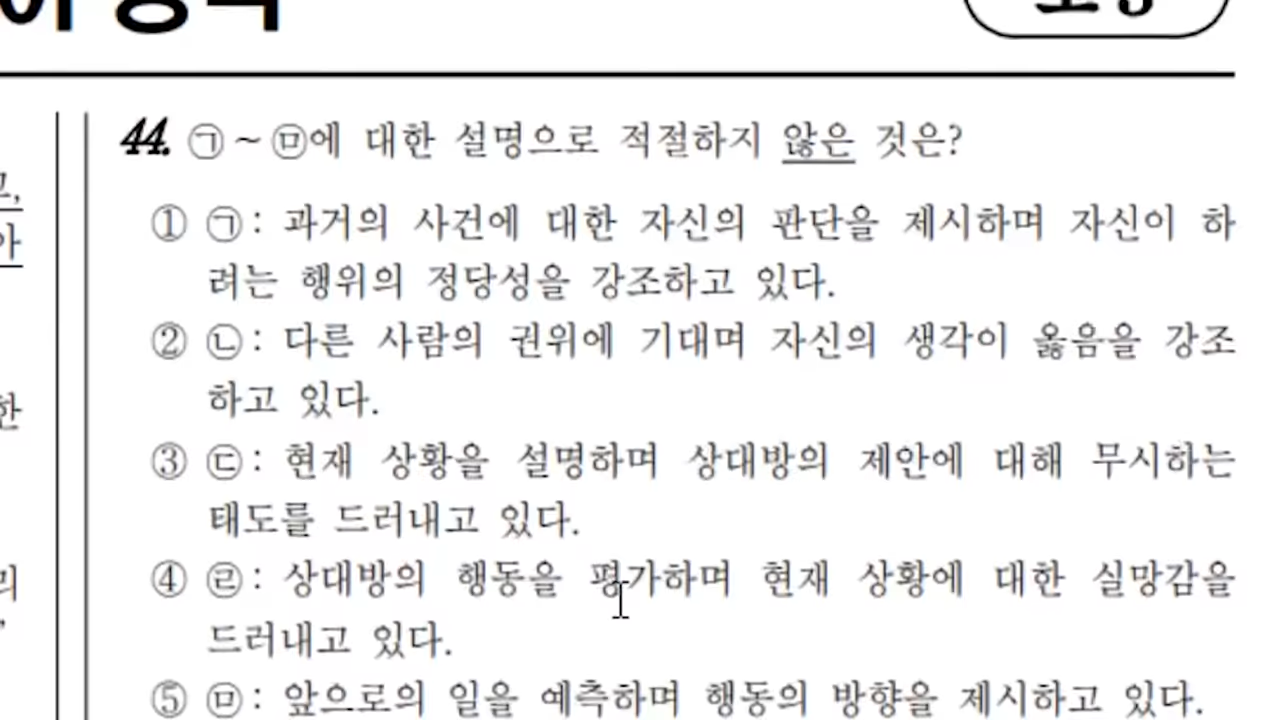 44. ㉠～㉤에 대한 설명으로 적절하지 않은 것은?
① ㉠: 과거의 사건에 대한 자신의 판단을 제시하며 자신이 하
려는 행위의 정당성을 강조하고 있다.
② ㉡: 다른 사람의 권위에 기대며 자신의 생각이 옳음을 강조
하고 있다.
③ ㉢: 현재 상황을 설명하며 상대방의 제안에 대해 무시하는
태도를 드러내고 있다.
④ ㉣: 상대방의 행동을 평가하며 현재 상황에 대한 실망감을
드러내고 있다.
⑤ ㉤: 앞으로의 일을 예측하며 행동의 방향을 제시하고 있다.